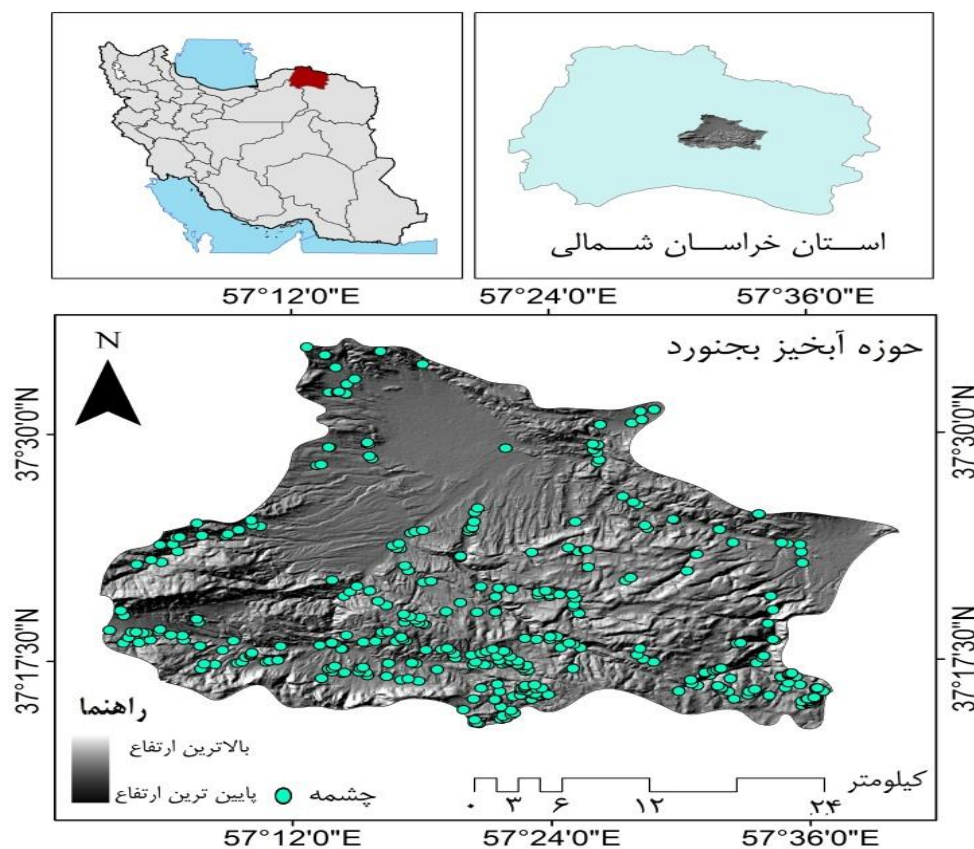 استان خراسان شمالی
57°12'0"E
57°24'0"E
57°36'0"E
حوزه آبخیز بجنورد
N
37°30'0"N
37°30'0"N
37°17'30"N
37°17'30"N
راهنما
بالاترین ارتفاع
پایین ترین ارتفاع
چشمه
کیلومتر
۰ ۳ ۶ ۱۲ ۲۴
57°12'0"E
57°24'0"E
57°36'0"E